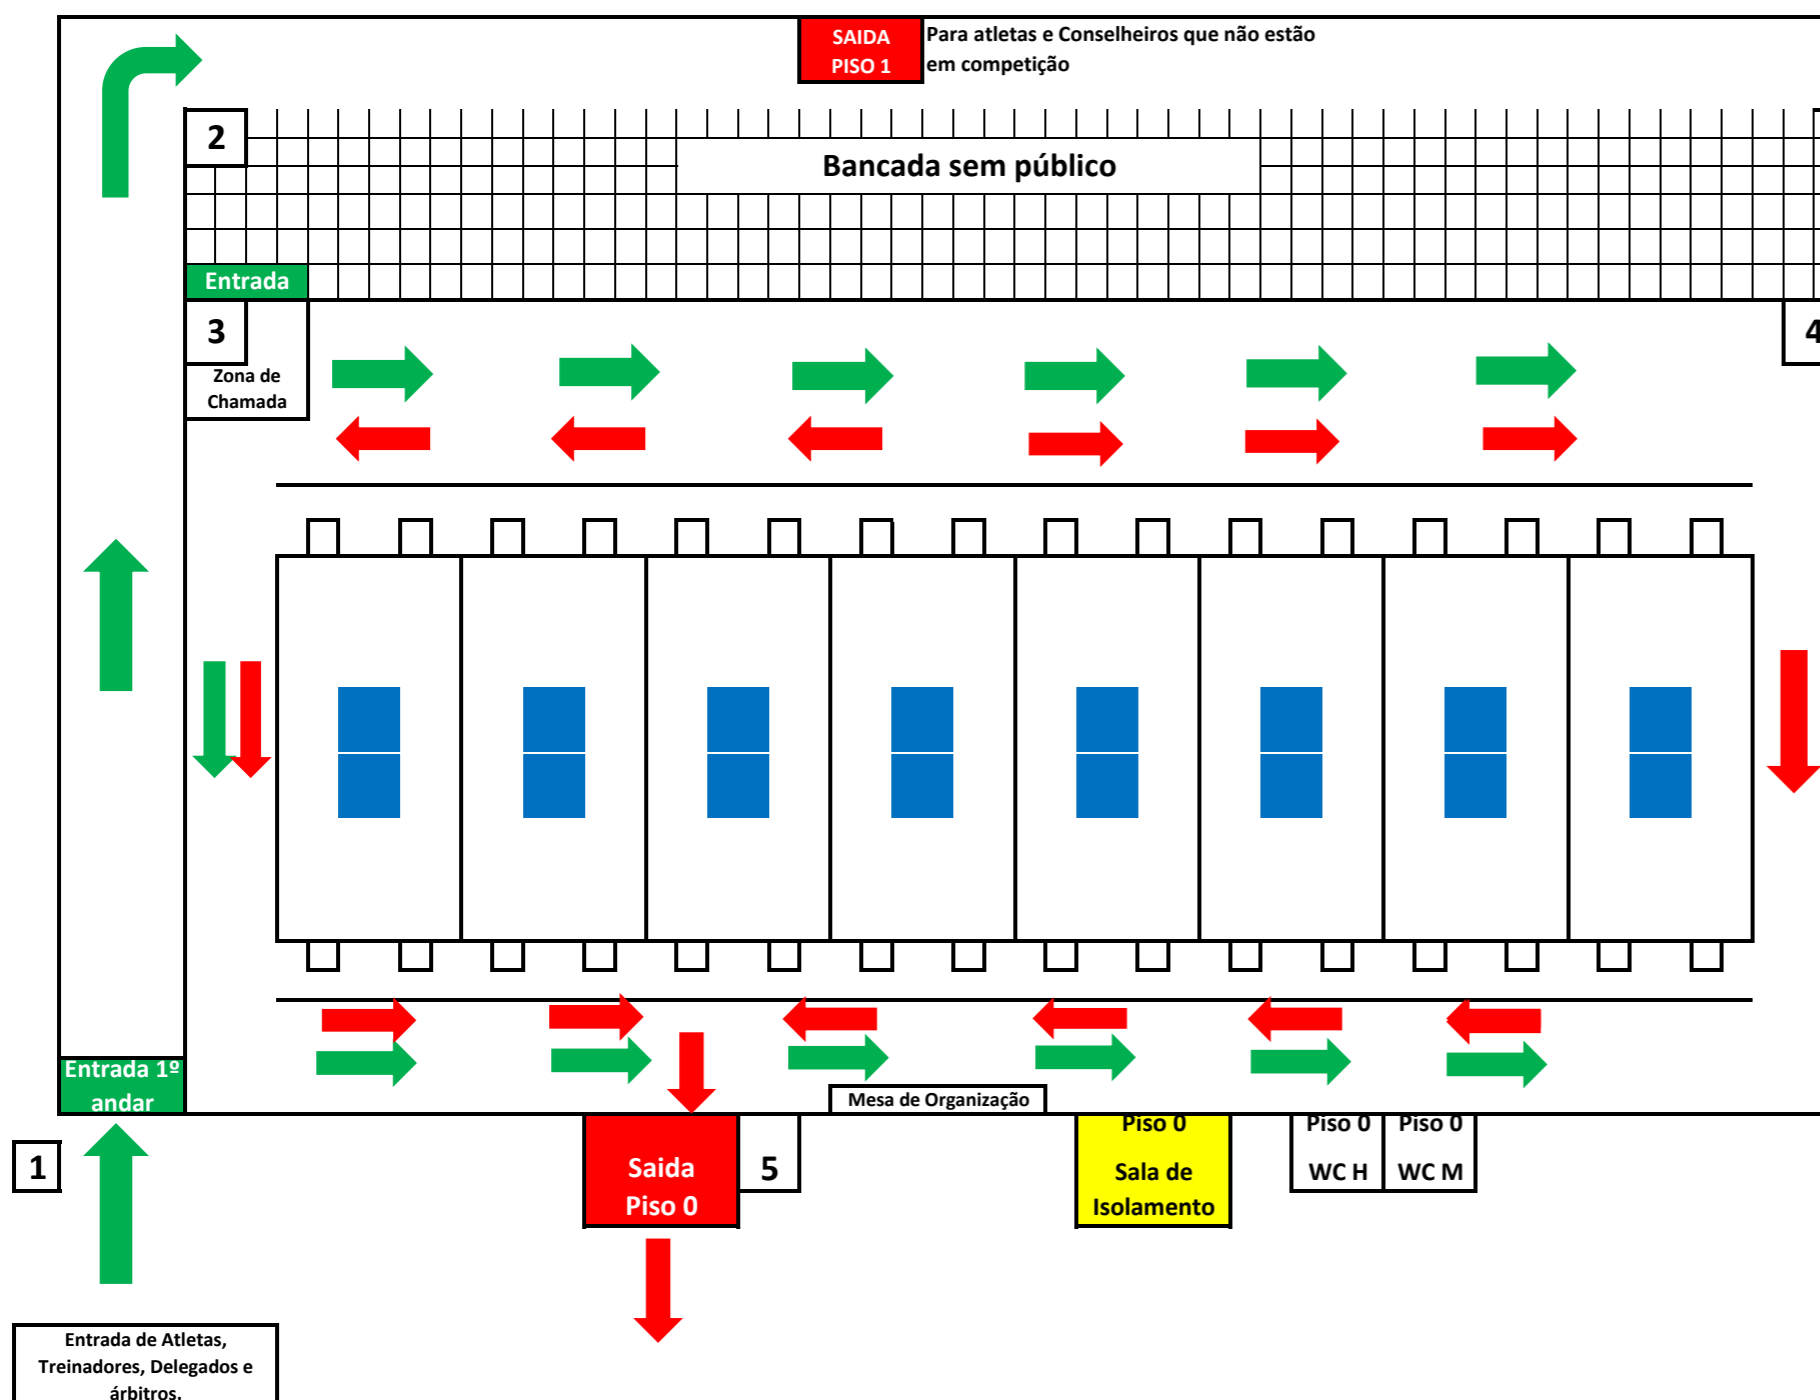 SAIDA
PISO 1
Para atletas e Conselheiros que não estão
em competição
2
Bancada sem público
Entrada
3
4
Zona de
Chamada
Entrada 1º
andar
Mesa de Organização
1
Saida
Piso 0
5
Piso 0
Sala de
Isolamento
Piso 0
WC H
Piso 0
WC M
Entrada de Atletas,
Treinadores, Delegados e
árbitros.